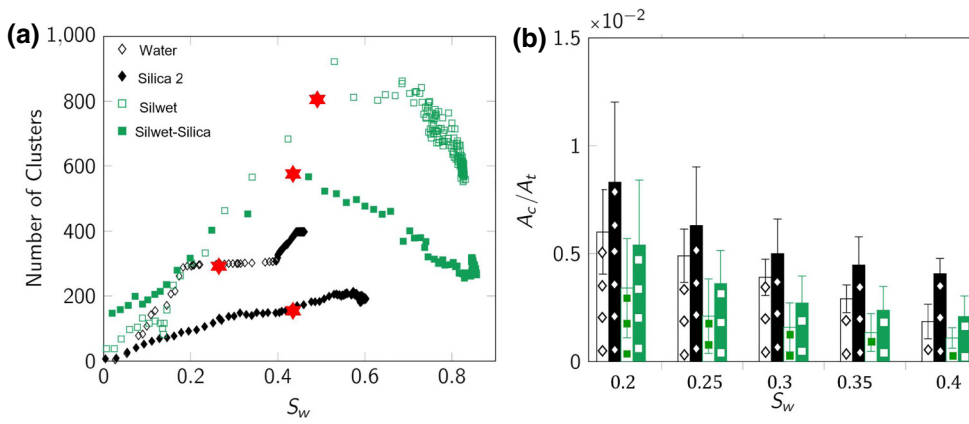 (a)
Number of Clusters
1,000
800
600
400
200
0
Water
Silica 2
Silwet
Silwet-Silica
0 0.2 0.4 0.6 0.8
S_w
(b)
×10⁻²
A_c/A_t
1.5
1
0.5
0
0.2 0.25 0.3 0.35 0.4
S_w